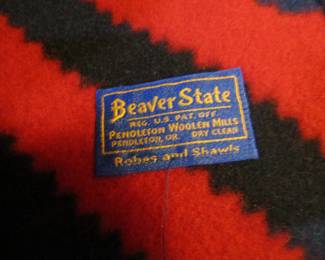 Beaver State
REG. U.S. PAT. OFF.
PENDLETON WOOLEN MILLS
PENDLETON, OR. DRY CLEAN
Robes and Shawls